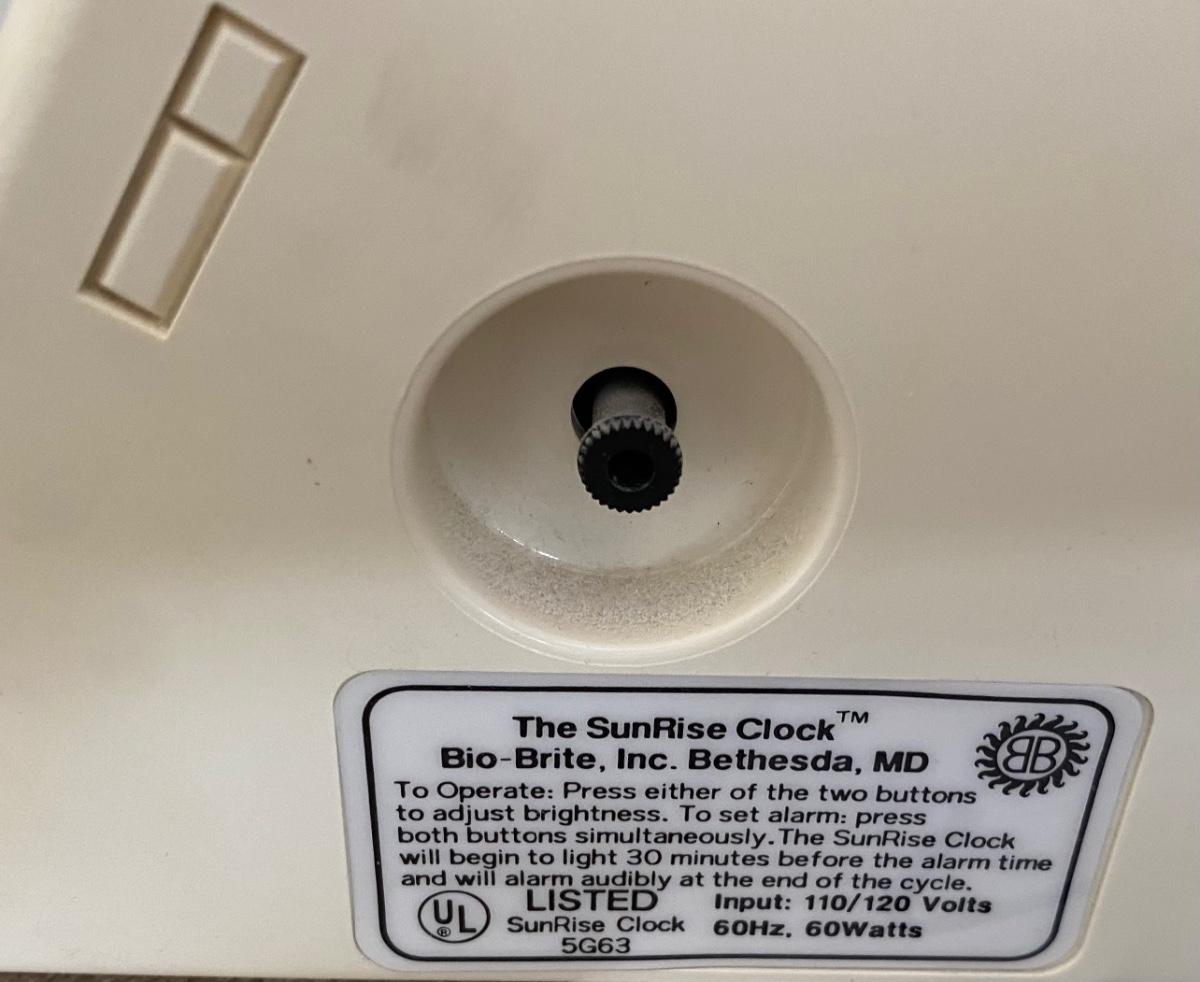 The SunRise Clock™
Bio-Brite, Inc. Bethesda, MD
BB
To Operate: Press either of the two buttons
to adjust brightness. To set alarm: press
both buttons simultaneously. The SunRise Clock
will begin to light 30 minutes before the alarm time
and will alarm audibly at the end of the cycle.
UL® LISTED Input: 110/120 Volts
SunRise Clock 60Hz, 60Watts
5G63